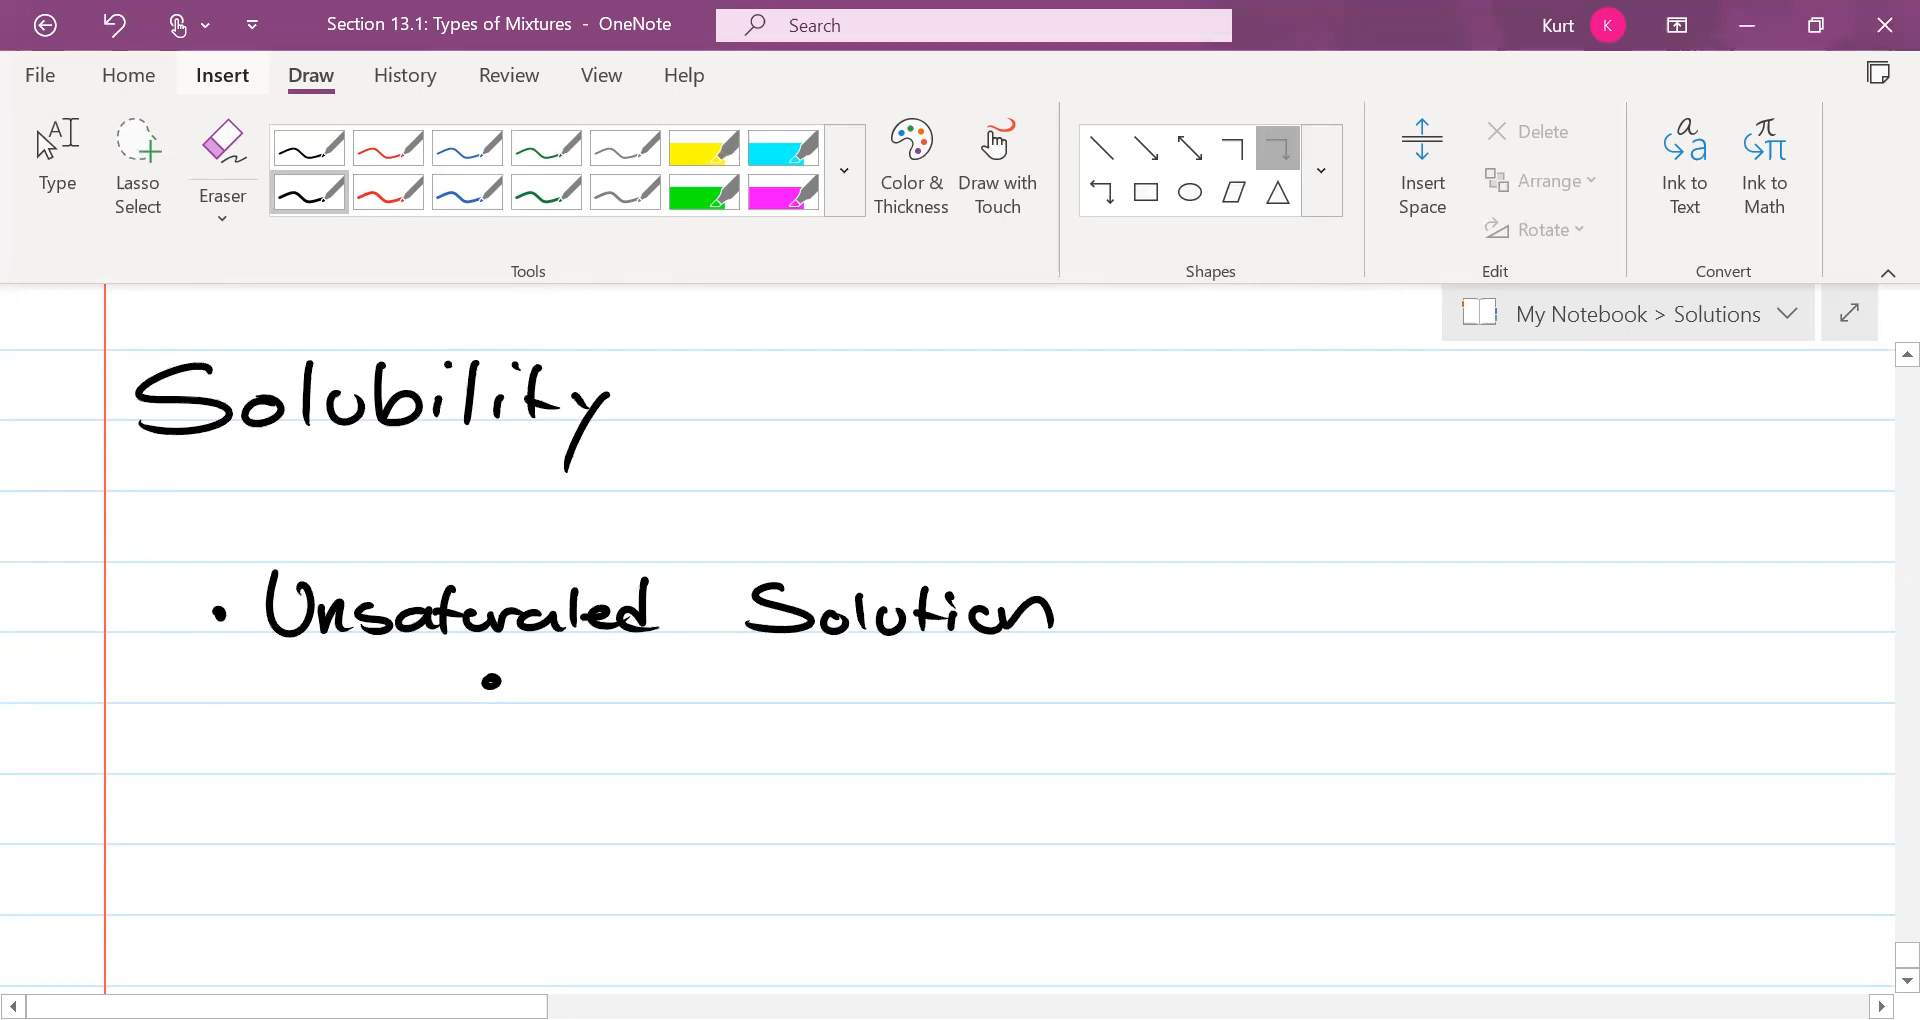 Section 13.1: Types of Mixtures - OneNote Search Kurt K
File Home Insert Draw History Review View Help
Type Lasso Select Eraser Color & Thickness Draw with Touch Insert Space Delete Arrange Rotate Ink to Text Ink to Math
Tools Shapes Edit Convert
My Notebook > Solutions
Solubility
• Unsaturated Solution
•